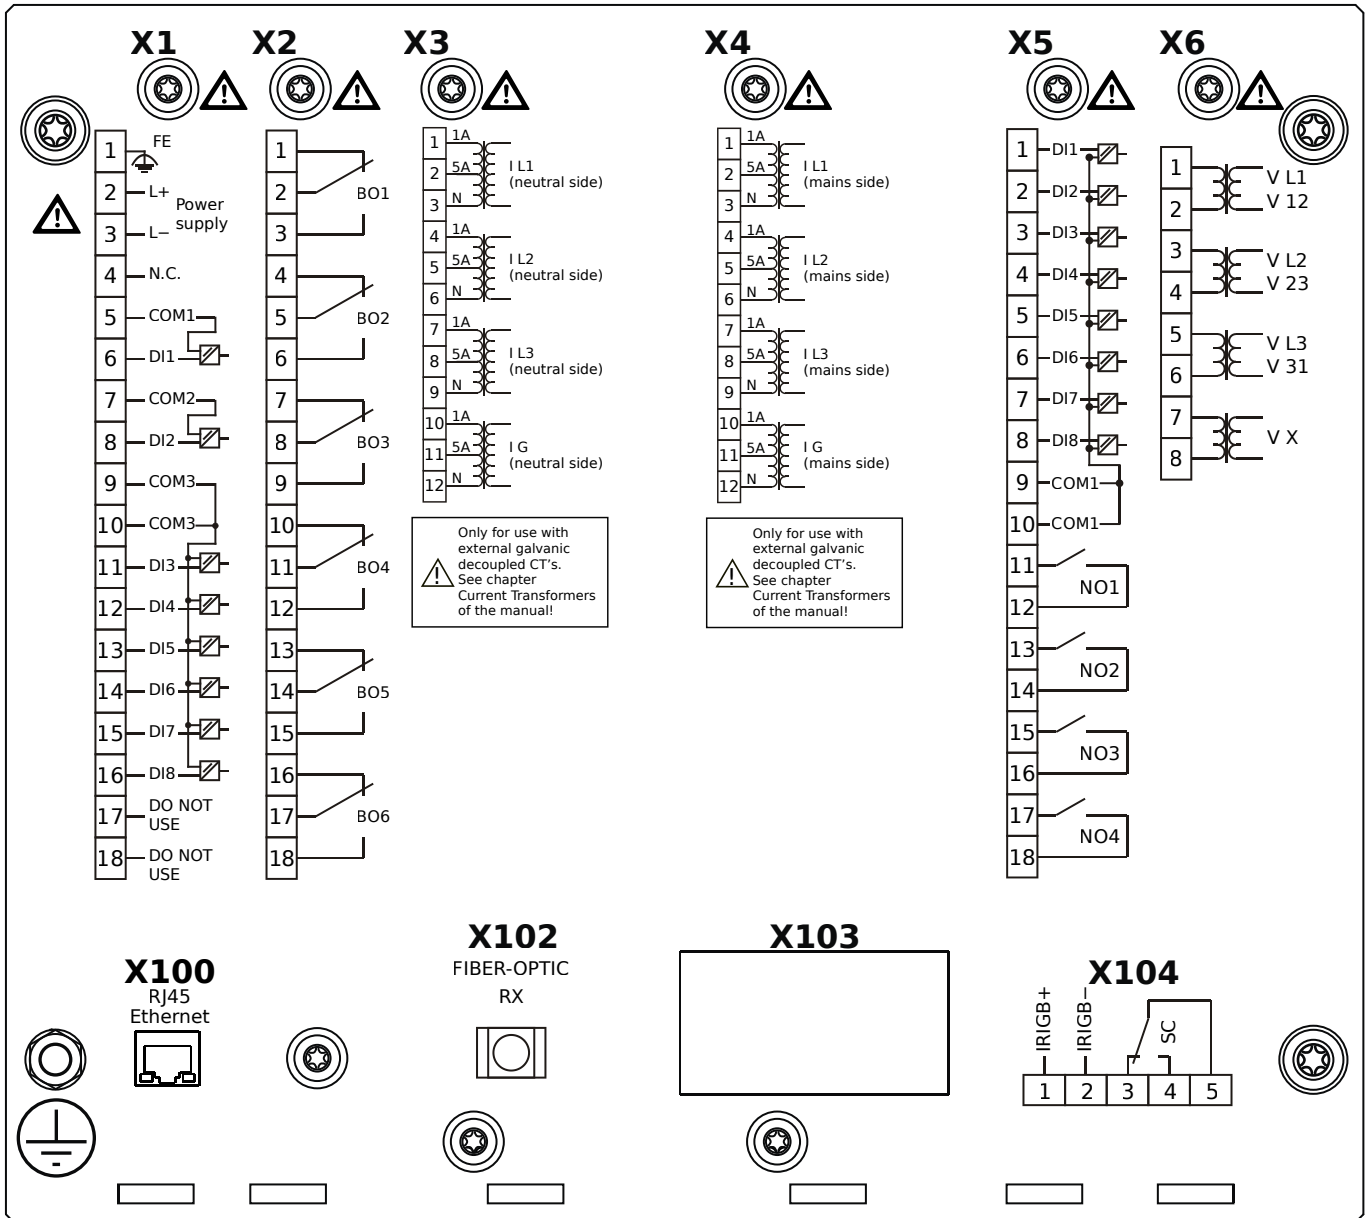 X1
1 FE
2 L+
Power
supply
3 L−
4 N.C.
5 COM1
6 DI1
7 COM2
8 DI2
9 COM3
10 COM3
11 DI3
12 DI4
13 DI5
14 DI6
15 DI7
16 DI8
17 DO NOT
USE
18 DO NOT
USE
X2
1
2 BO1
3
4
5 BO2
6
7
8 BO3
9
10
11 BO4
12
13
14 BO5
15
16
17 BO6
18
X3
1 1A
2 5A I L1
(neutral side)
3 N
4 1A
5 5A I L2
(neutral side)
6 N
7 1A
8 5A I L3
(neutral side)
9 N
10 1A
11 5A I G
(neutral side)
12 N
Only for use with
external galvanic
decoupled CT's.
See chapter
Current Transformers
of the manual!
X4
1 1A
2 5A I L1
(mains side)
3 N
4 1A
5 5A I L2
(mains side)
6 N
7 1A
8 5A I L3
(mains side)
9 N
10 1A
11 5A I G
(mains side)
12 N
Only for use with
external galvanic
decoupled CT's.
See chapter
Current Transformers
of the manual!
X5
1 DI1
2 DI2
3 DI3
4 DI4
5 DI5
6 DI6
7 DI7
8 DI8
9 COM1
10 COM1
11
NO1
12
13
NO2
14
15
NO3
16
17
NO4
18
X6
1 V L1
2 V 12
3 V L2
4 V 23
5 V L3
6 V 31
7 V X
8
X100
RJ45
Ethernet
X102
FIBER-OPTIC
RX
X103
X104
IRIGB+
IRIGB−
SC
1 2 3 4 5